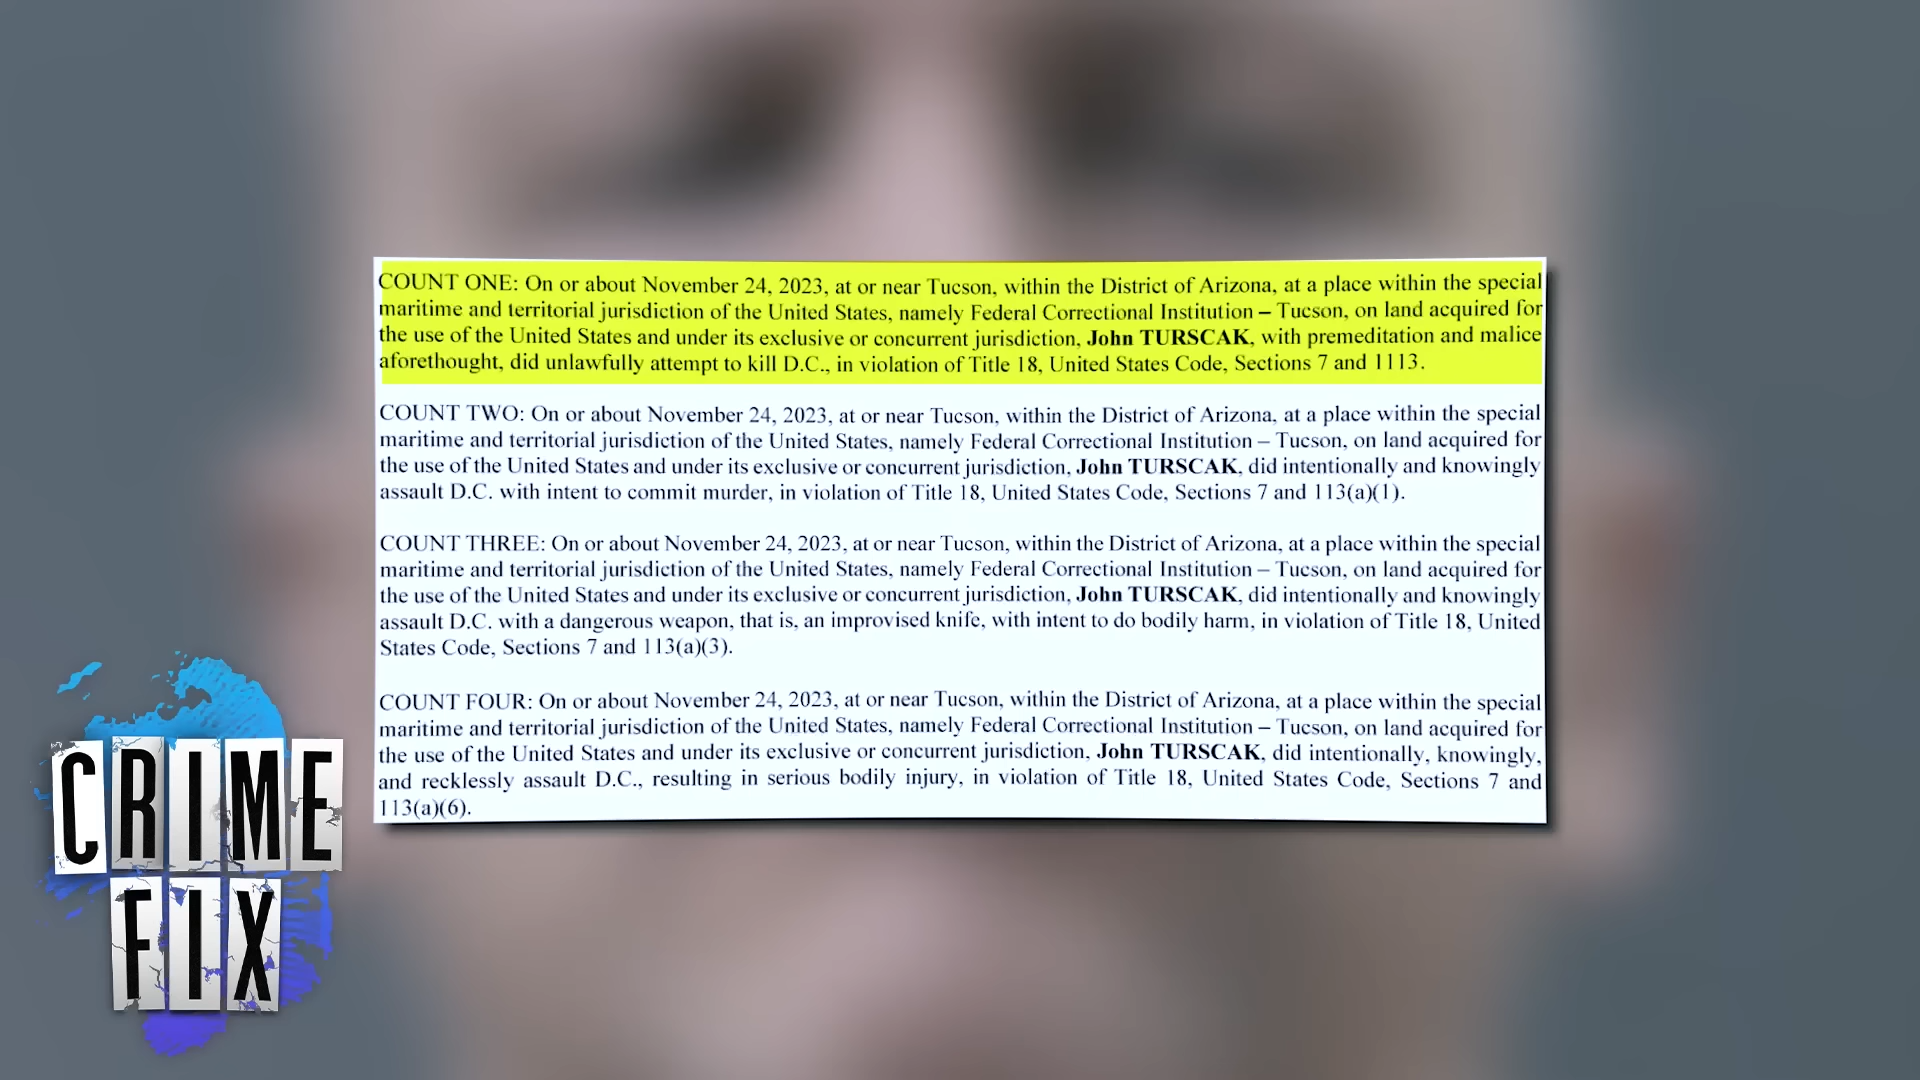 COUNT ONE: On or about November 24, 2023, at or near Tucson, within the District of Arizona, at a place within the special
maritime and territorial jurisdiction of the United States, namely Federal Correctional Institution – Tucson, on land acquired for
the use of the United States and under its exclusive or concurrent jurisdiction, John TURSCAK, with premeditation and malice
aforethought, did unlawfully attempt to kill D.C., in violation of Title 18, United States Code, Sections 7 and 1113.
COUNT TWO: On or about November 24, 2023, at or near Tucson, within the District of Arizona, at a place within the special
maritime and territorial jurisdiction of the United States, namely Federal Correctional Institution – Tucson, on land acquired for
the use of the United States and under its exclusive or concurrent jurisdiction, John TURSCAK, did intentionally and knowingly
assault D.C. with intent to commit murder, in violation of Title 18, United States Code, Sections 7 and 113(a)(1).
COUNT THREE: On or about November 24, 2023, at or near Tucson, within the District of Arizona, at a place within the special
maritime and territorial jurisdiction of the United States, namely Federal Correctional Institution – Tucson, on land acquired for
the use of the United States and under its exclusive or concurrent jurisdiction, John TURSCAK, did intentionally and knowingly
assault D.C. with a dangerous weapon, that is, an improvised knife, with intent to do bodily harm, in violation of Title 18, United
States Code, Sections 7 and 113(a)(3).
COUNT FOUR: On or about November 24, 2023, at or near Tucson, within the District of Arizona, at a place within the special
maritime and territorial jurisdiction of the United States, namely Federal Correctional Institution – Tucson, on land acquired for
the use of the United States and under its exclusive or concurrent jurisdiction, John TURSCAK, did intentionally, knowingly,
and recklessly assault D.C., resulting in serious bodily injury, in violation of Title 18, United States Code, Sections 7 and
113(a)(6).
CRIME
FIX